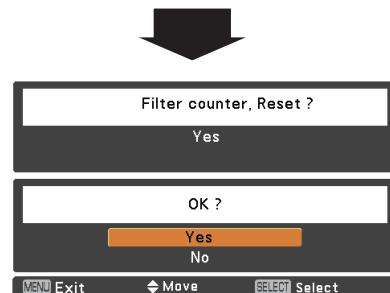 Filter counter, Reset ?
Yes
OK ?
Yes
No
MENU Exit Move SELECT Select